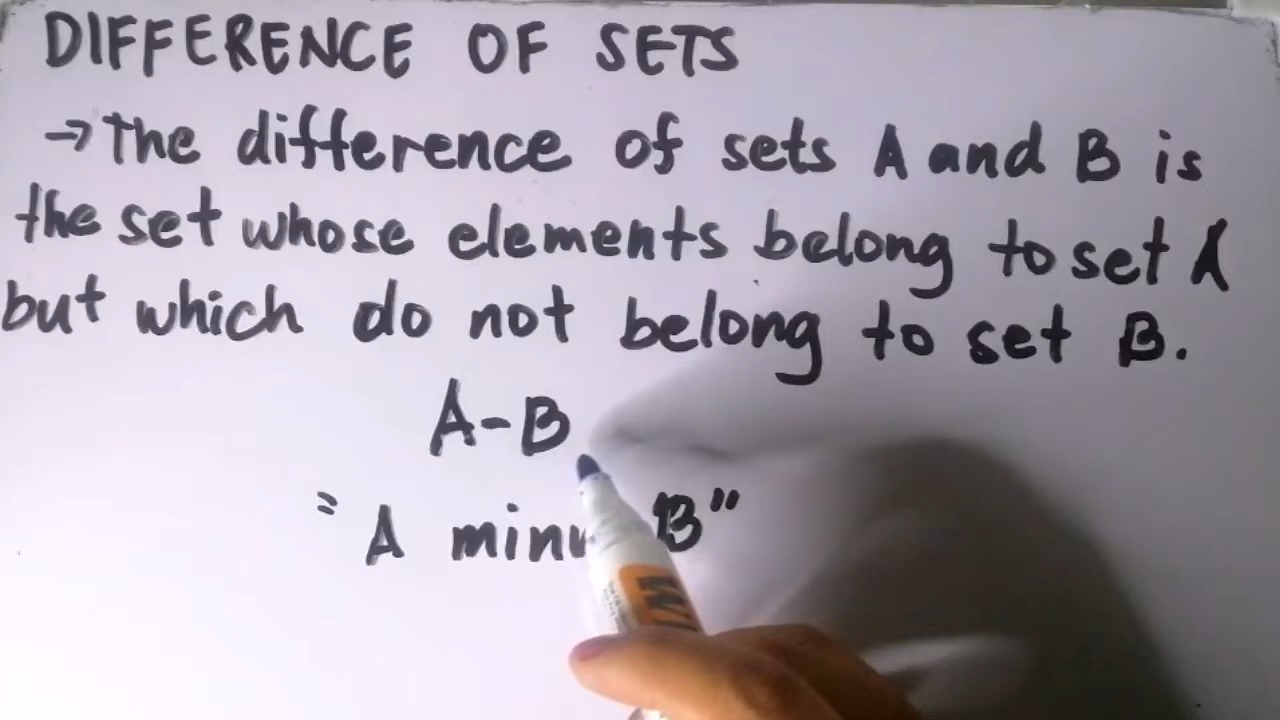 DIFFERENCE OF SETS
→ The difference of sets A and B is
the set whose elements belong to set A
but which do not belong to set B.
A-B
"A B"